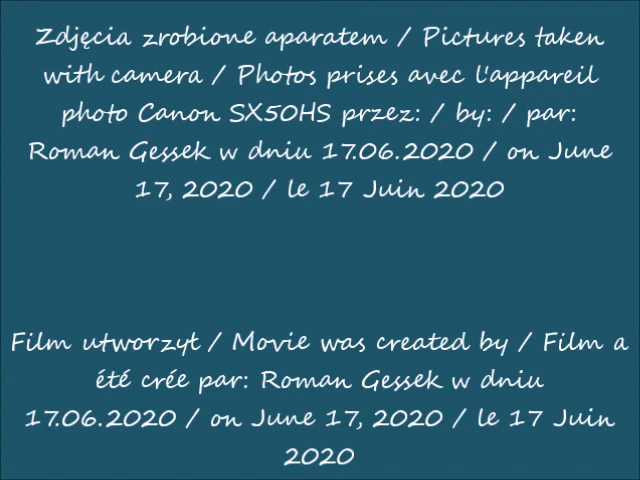 Zdjęcia zrobione aparatem / Pictures taken
with camera / Photos prises avec l'appareil
photo Canon SX50HS przez: / by: / par:
Roman Gessek w dniu 17.06.2020 / on June
17, 2020 / le 17 Juin 2020
Film utworzył / Movie was created by / Film a
été crée par: Roman Gessek w dniu
17.06.2020 / on June 17, 2020 / le 17 Juin
2020